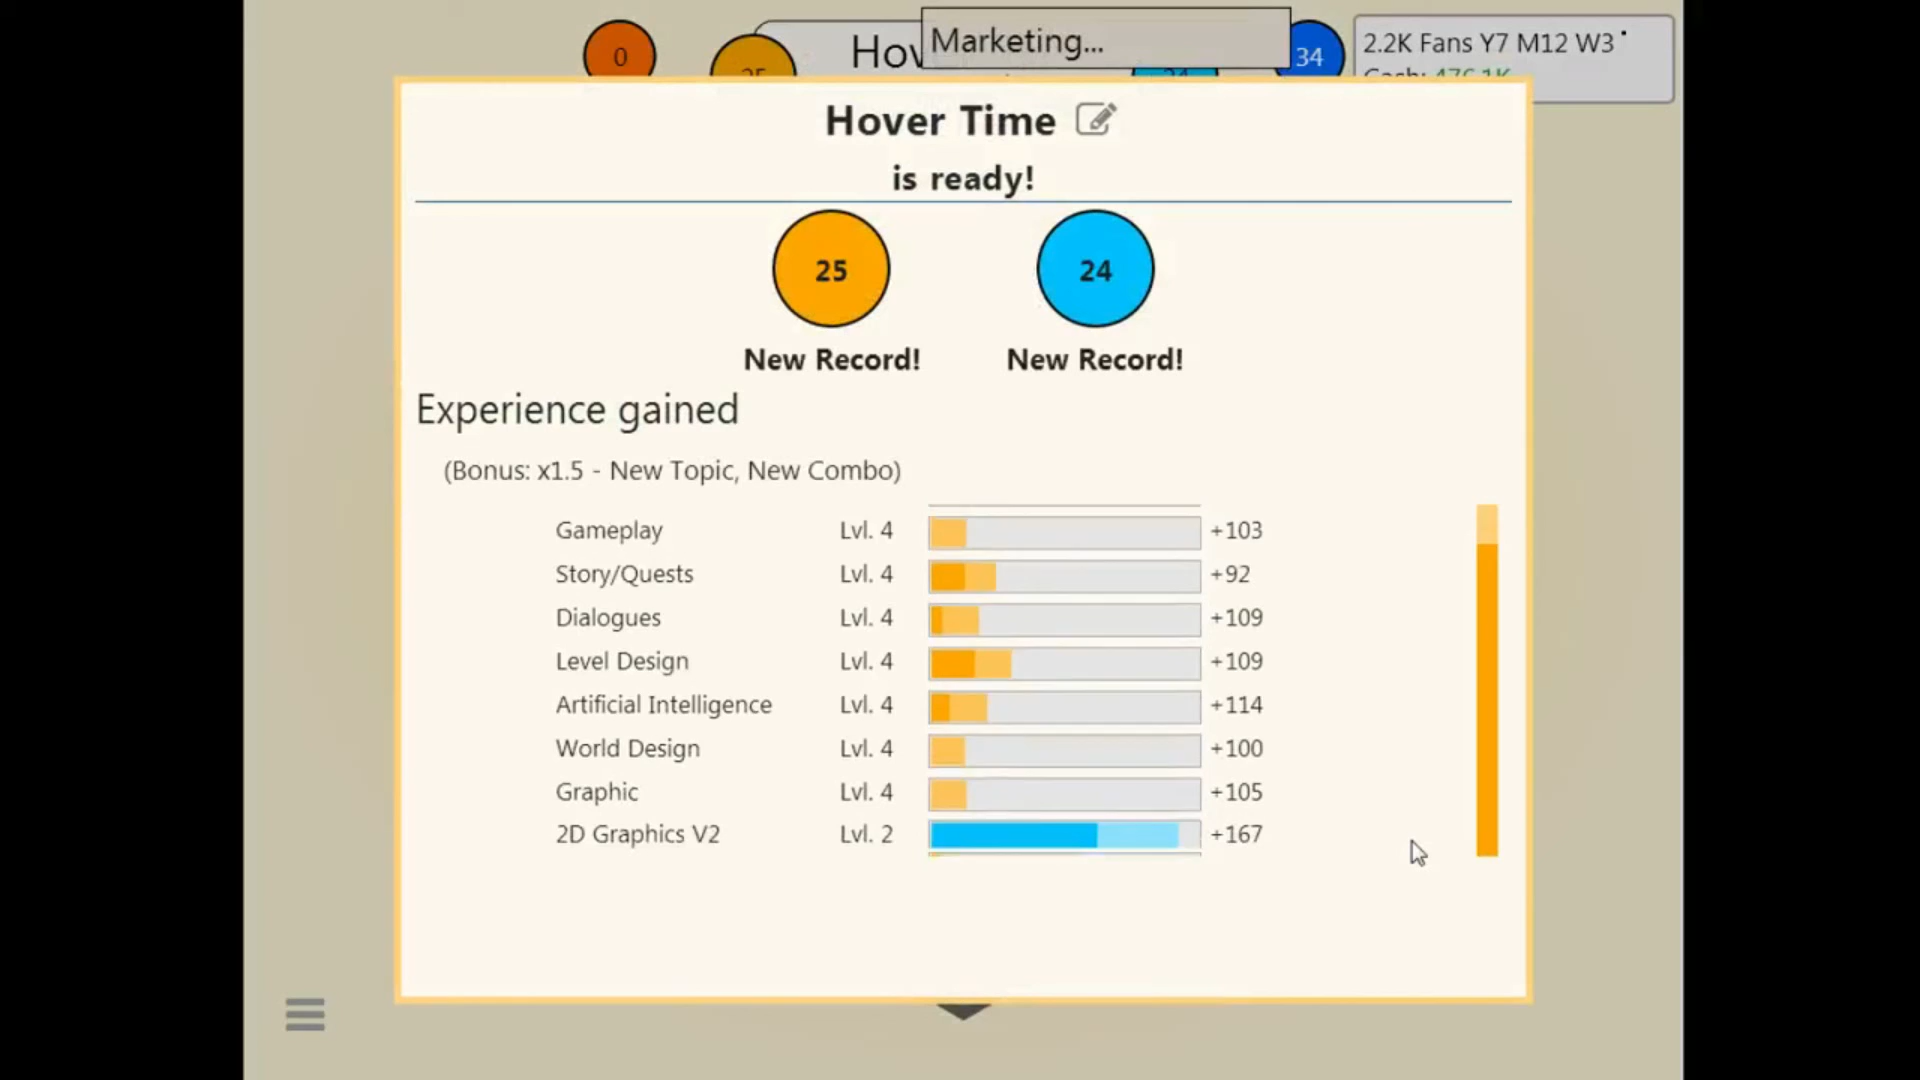 0
Hov
Marketing...
34
2.2K Fans Y7 M12 W3
Hover Time
is ready!
25
24
New Record!
New Record!
Experience gained
(Bonus: x1.5 - New Topic, New Combo)
Gameplay Lvl. 4 +103
Story/Quests Lvl. 4 +92
Dialogues Lvl. 4 +109
Level Design Lvl. 4 +109
Artificial Intelligence Lvl. 4 +114
World Design Lvl. 4 +100
Graphic Lvl. 4 +105
2D Graphics V2 Lvl. 2 +167